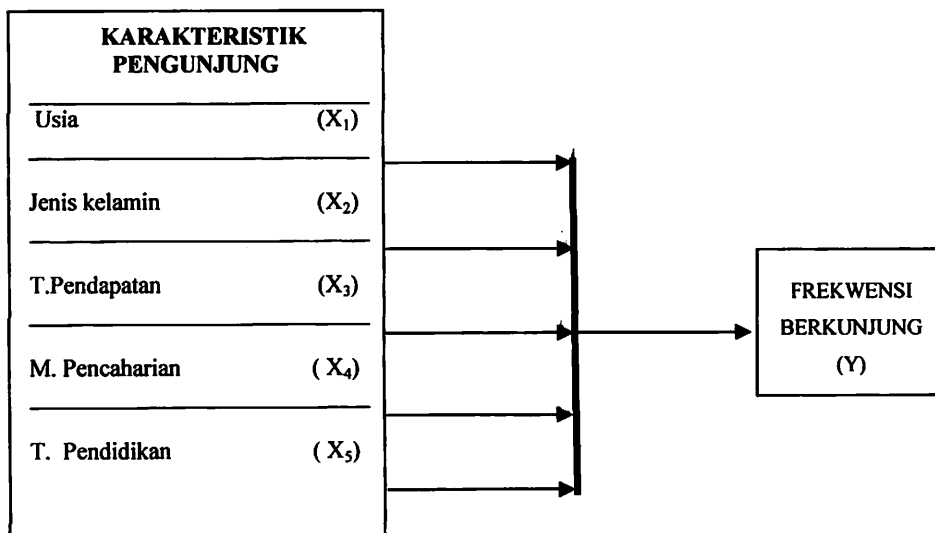 KARAKTERISTIK
PENGUNJUNG
Usia (X₁)
Jenis kelamin (X₂)
T.Pendapatan (X₃)
M. Pencaharian ( X₄)
T. Pendidikan ( X₅)
FREKWENSI
BERKUNJUNG
(Y)